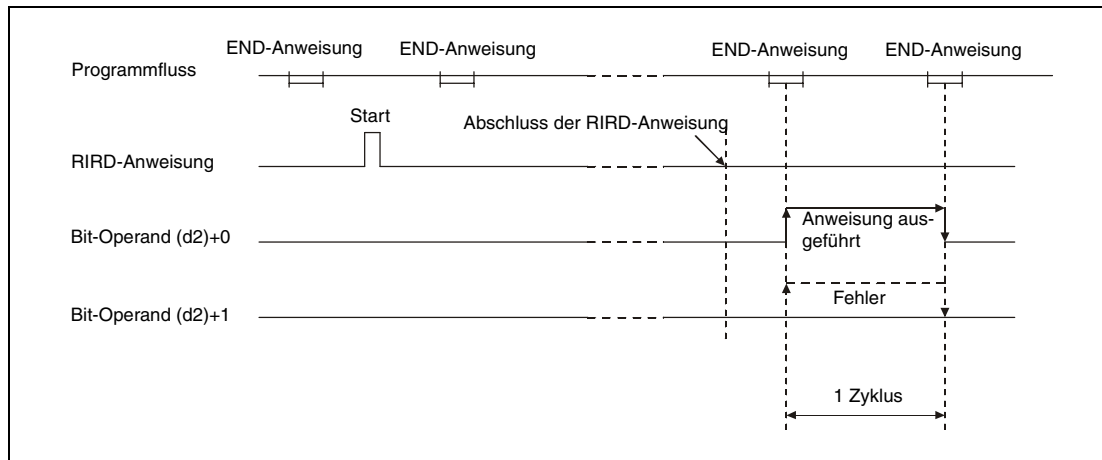 END-Anweisung END-Anweisung END-Anweisung END-Anweisung
Programmfluss
Start
Abschluss der RIRD-Anweisung
RIRD-Anweisung
Anweisung aus-
geführt
Bit-Operand (d2)+0
Fehler
Bit-Operand (d2)+1
1 Zyklus